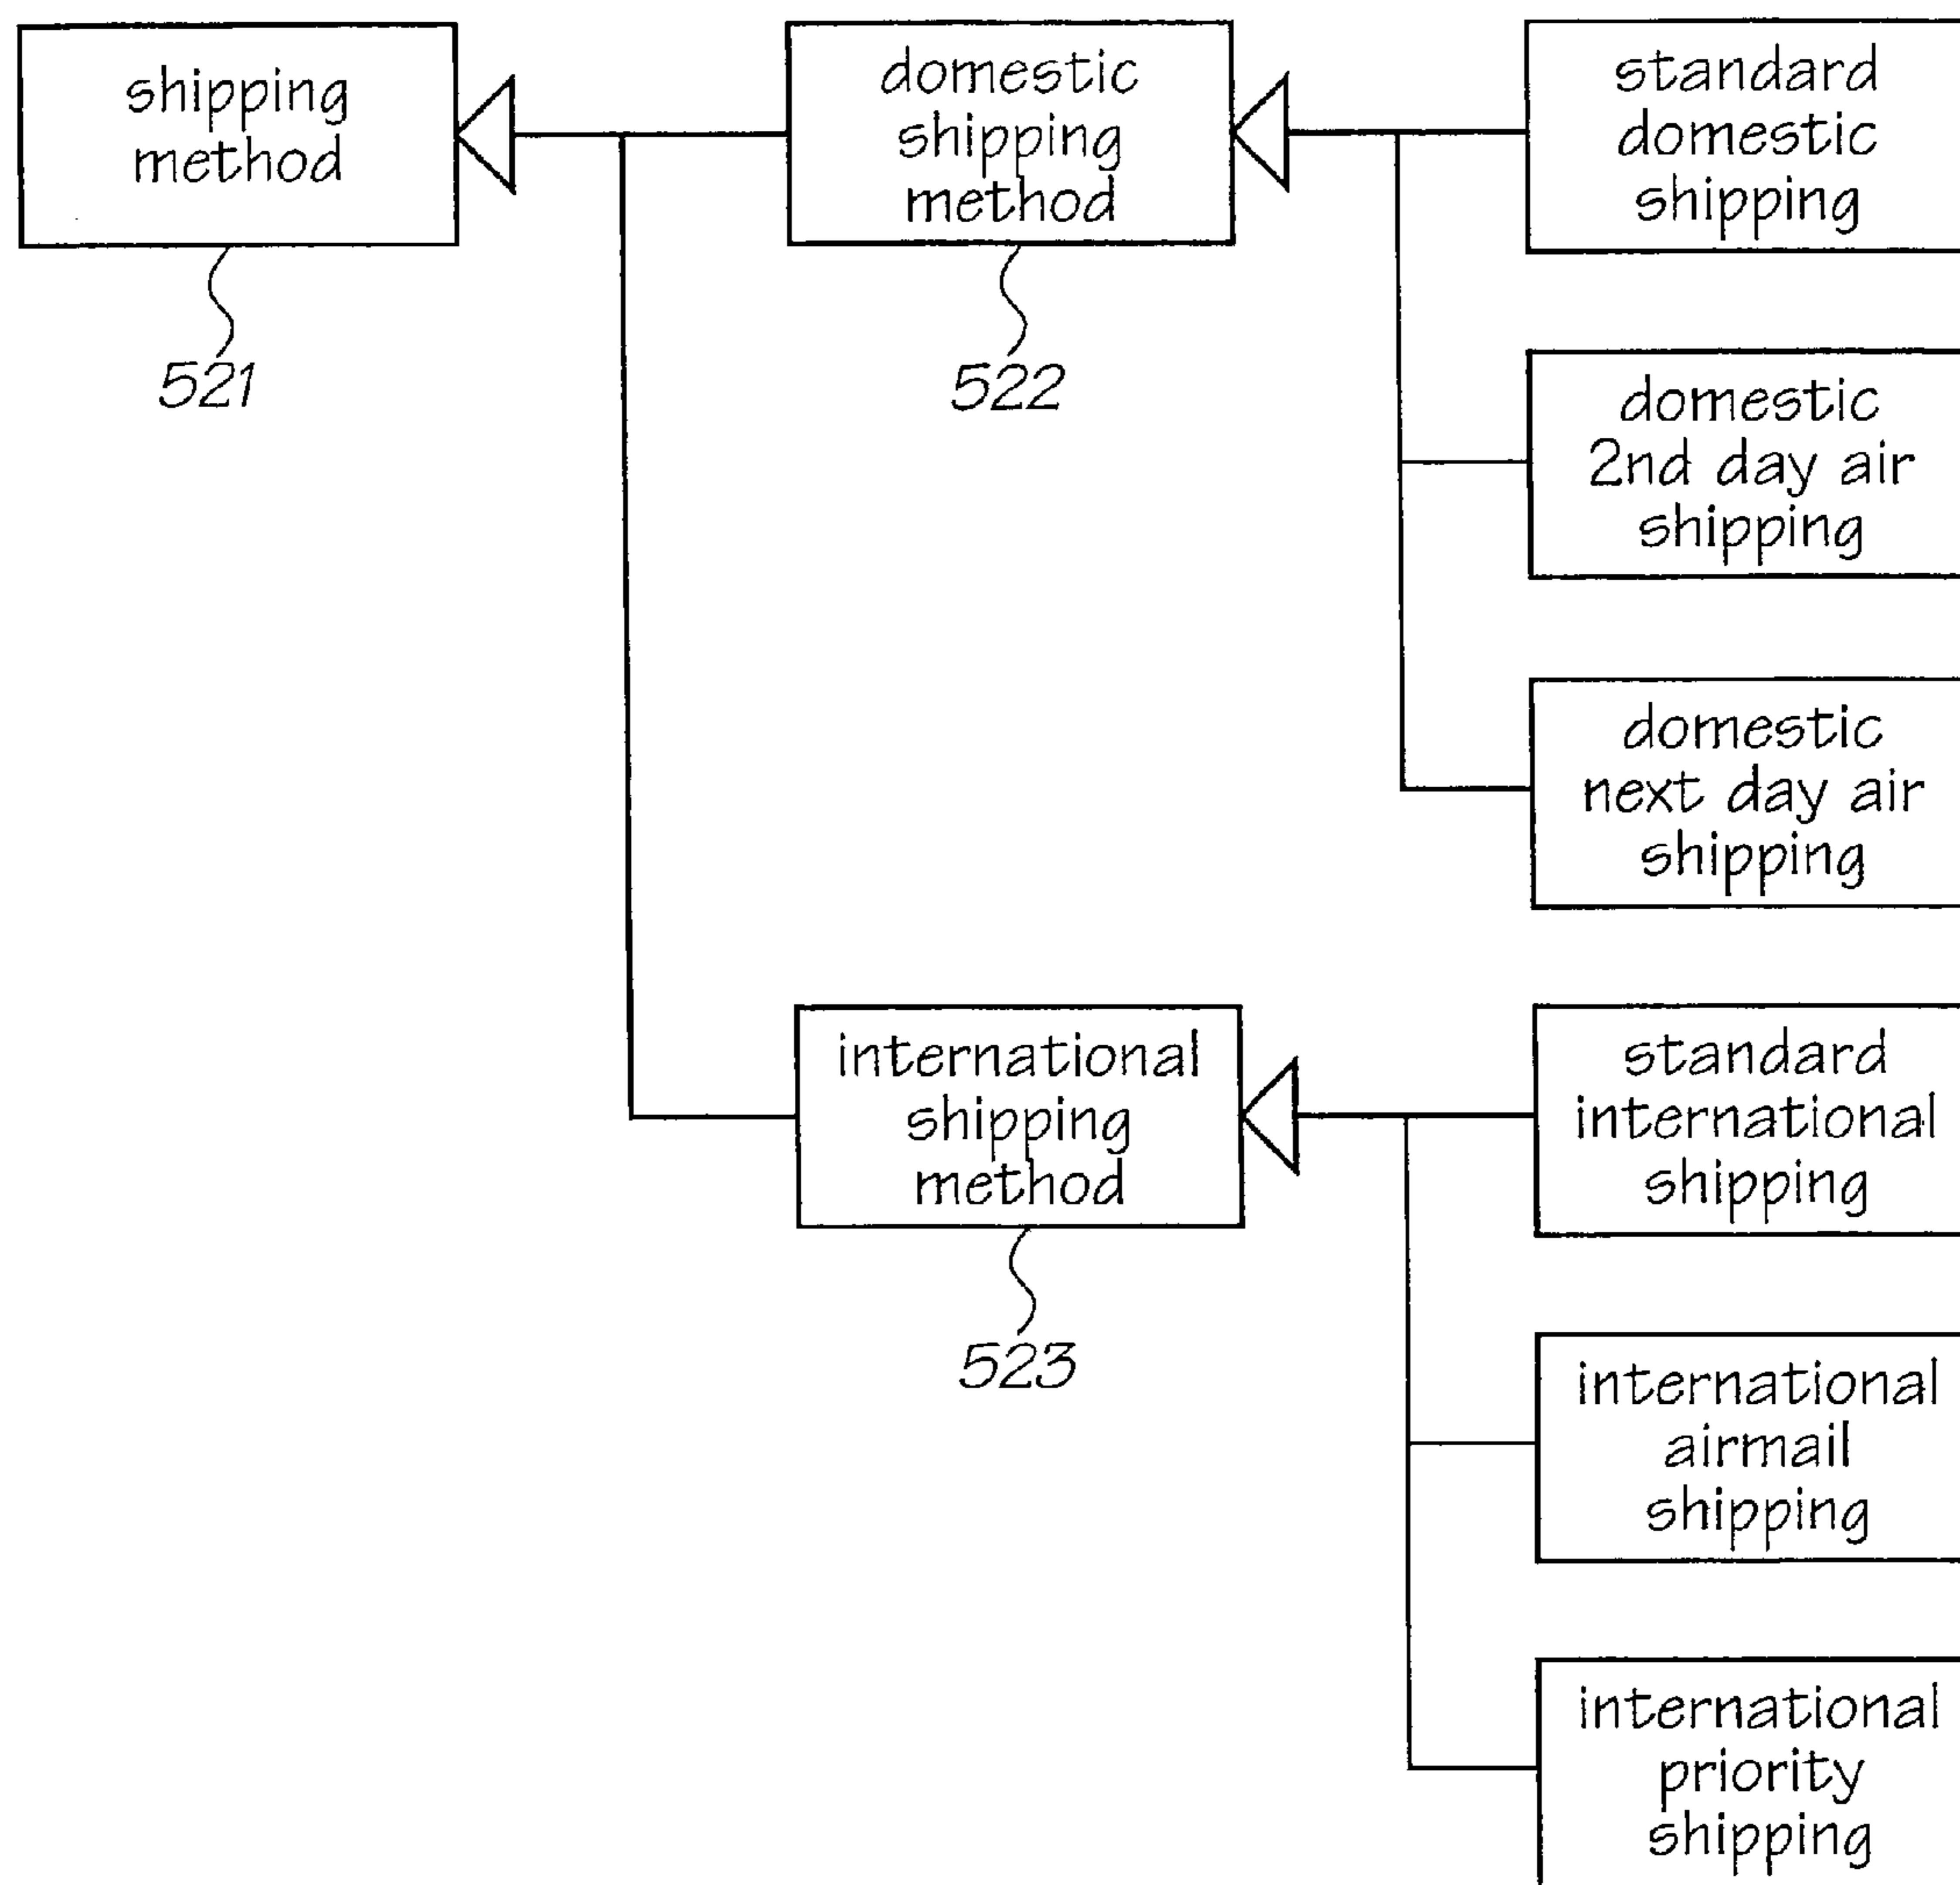 shipping
method
521
domestic
shipping
method
522
standard
domestic
shipping
domestic
2nd day air
shipping
domestic
next day air
shipping
international
shipping
method
523
standard
international
shipping
international
airmail
shipping
international
priority
shipping